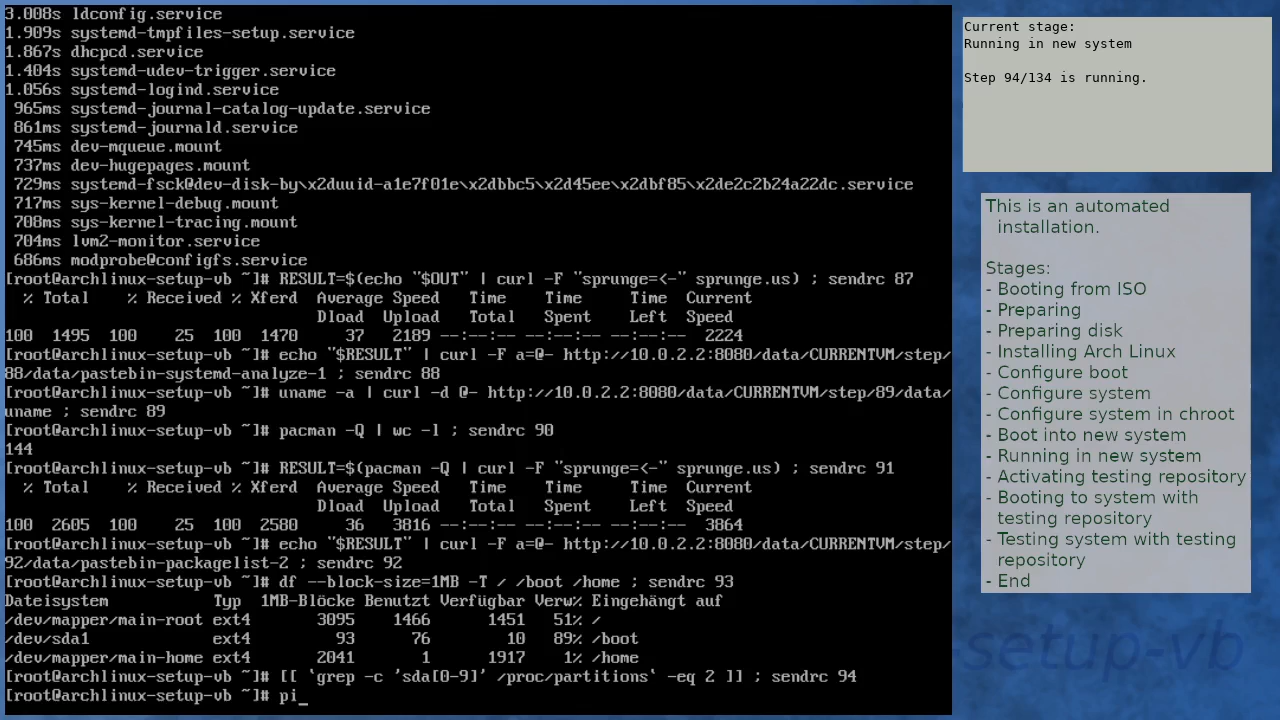 3.008s ldconfig.service
1.909s systemd-tmpfiles-setup.service
1.867s dhcpcd.service
1.404s systemd-udev-trigger.service
1.056s systemd-logind.service
965ms systemd-journal-catalog-update.service
861ms systemd-journald.service
745ms dev-mqueue.mount
737ms dev-hugepages.mount
729ms systemd-fsck@dev-disk-by\x2duuid-a1e7f01e\x2dbbc5\x2d45ee\x2dbf85\x2de2c2b24a22dc.service
717ms sys-kernel-debug.mount
708ms sys-kernel-tracing.mount
704ms lvm2-monitor.service
686ms modprobe@configfs.service
[root@archlinux-setup-vb ~]# RESULT=$(echo "$OUT" | curl -F "sprunge=<-" sprunge.us) ; sendrc 87
  % Total    % Received % Xferd  Average Speed   Time    Time     Time  Current
                                 Dload  Upload   Total   Spent    Left  Speed
100  1495  100    25  100  1470     37   2189 --:--:-- --:--:-- --:--:--  2224
[root@archlinux-setup-vb ~]# echo "$RESULT" | curl -F a=@- http://10.0.2.2:8080/data/CURRENTVM/step/
88/data/pastebin-systemd-analyze-1 ; sendrc 88
[root@archlinux-setup-vb ~]# uname -a | curl -d @- http://10.0.2.2:8080/data/CURRENTVM/step/89/data/
uname ; sendrc 89
[root@archlinux-setup-vb ~]# pacman -Q | wc -l ; sendrc 90
144
[root@archlinux-setup-vb ~]# RESULT=$(pacman -Q | curl -F "sprunge=<-" sprunge.us) ; sendrc 91
  % Total    % Received % Xferd  Average Speed   Time    Time     Time  Current
                                 Dload  Upload   Total   Spent    Left  Speed
100  2605  100    25  100  2580     36   3816 --:--:-- --:--:-- --:--:--  3864
[root@archlinux-setup-vb ~]# echo "$RESULT" | curl -F a=@- http://10.0.2.2:8080/data/CURRENTVM/step/
92/data/pastebin-packagelist-2 ; sendrc 92
[root@archlinux-setup-vb ~]# df --block-size=1MB -T / /boot /home ; sendrc 93
Dateisystem           Typ  1MB-Blöcke Benutzt Verfügbar Verw% Eingehängt auf
/dev/mapper/main-root ext4       3095    1466      1451   51% /
/dev/sda1             ext4         93      76        10   89% /boot
/dev/mapper/main-home ext4       2041       1      1917    1% /home
[root@archlinux-setup-vb ~]# [[ `grep -c 'sda[0-9]' /proc/partitions` -eq 2 ]] ; sendrc 94
[root@archlinux-setup-vb ~]# pi_
Current stage:
Running in new system
Step 94/134 is running.
This is an automated
installation.
Stages:
- Booting from ISO
- Preparing
- Preparing disk
- Installing Arch Linux
- Configure boot
- Configure system
- Configure system in chroot
- Boot into new system
- Running in new system
- Activating testing repository
- Booting to system with
testing repository
- Testing system with testing
repository
- End
-setup-vb